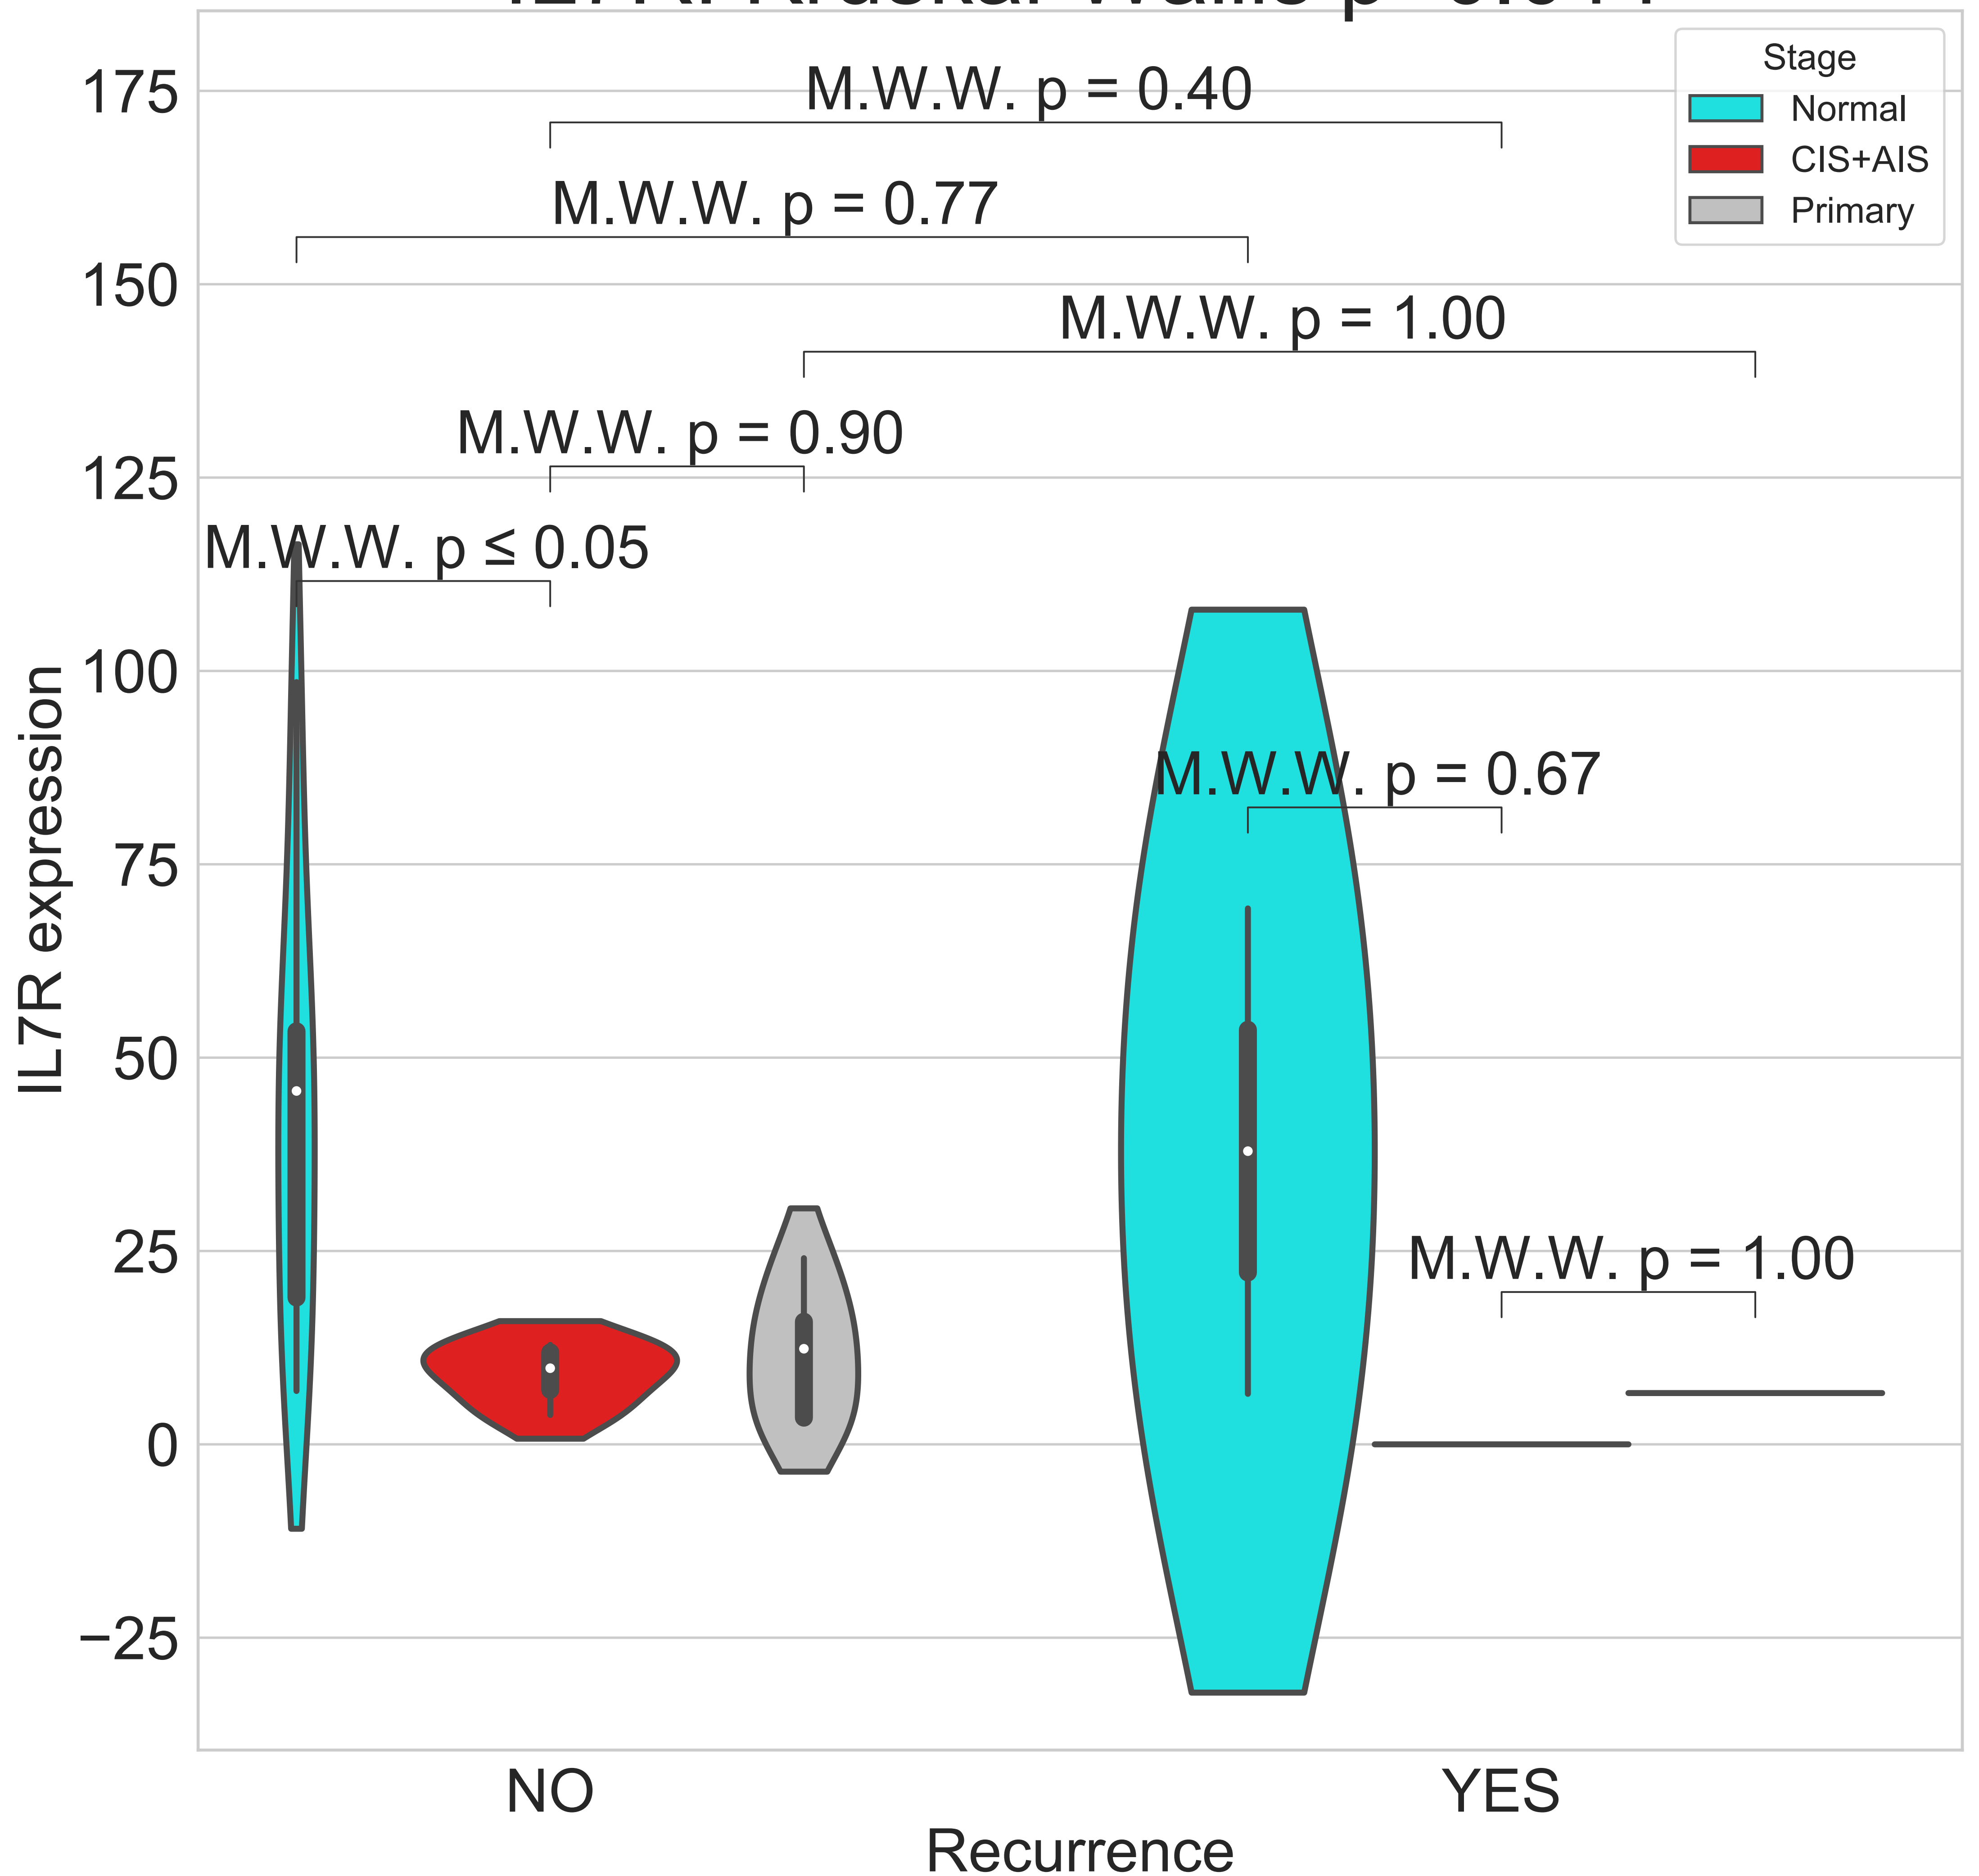 Stage
Normal
CIS+AIS
Primary
M.W.W. p = 0.40
M.W.W. p = 0.77
M.W.W. p = 1.00
M.W.W. p = 0.90
M.W.W. p ≤ 0.05
M.W.W. p = 0.67
M.W.W. p = 1.00
175
150
125
100
75
50
25
0
−25
IL7R expression
NO
YES
Recurrence